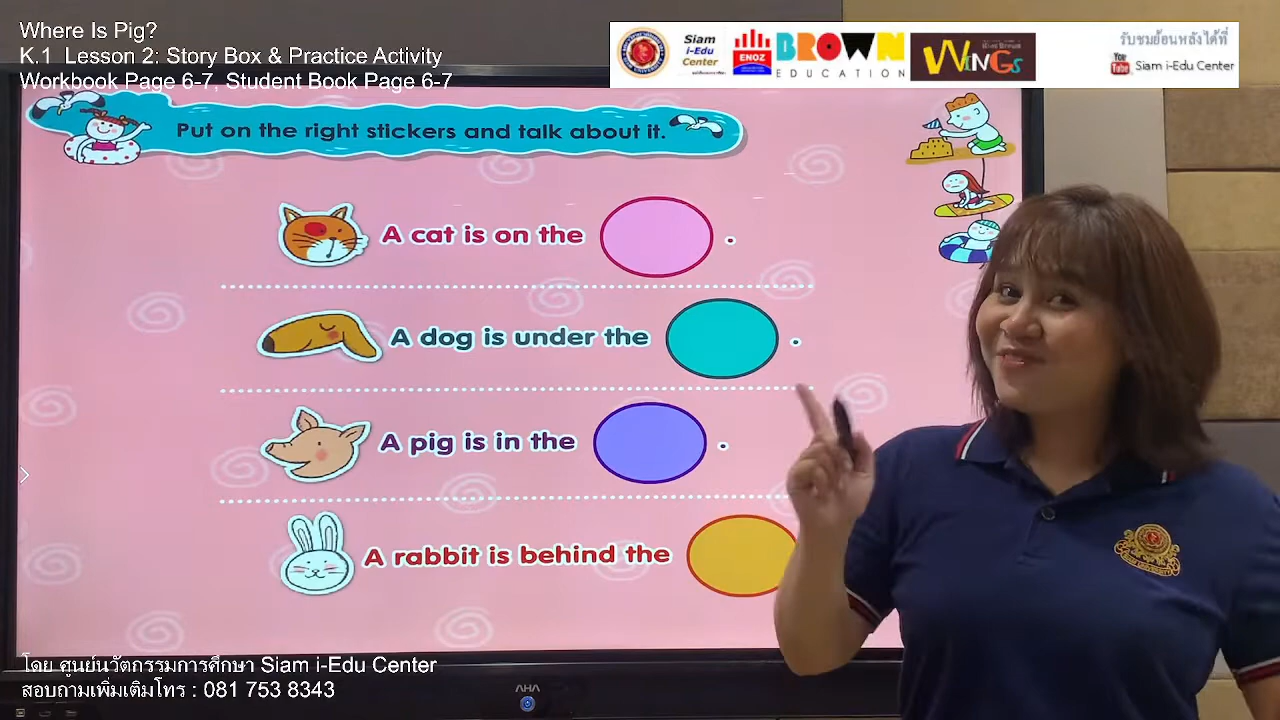 Where Is Pig?
K.1 Lesson 2: Story Box & Practice Activity
Workbook Page 6-7, Student Book Page 6-7
Siam
i-Edu
Center
ENOZ
BROWN
EDUCATION
WiNGs
รับชมย้อนหลังได้ที่
You Tube Siam i-Edu Center
Put on the right stickers and talk about it.
A cat is on the .
A dog is under the .
A pig is in the .
A rabbit is behind the
โดย ศูนย์นวัตกรรมการศึกษา Siam i-Edu Center
สอบถามเพิ่มเติมโทร : 081 753 8343
AHA